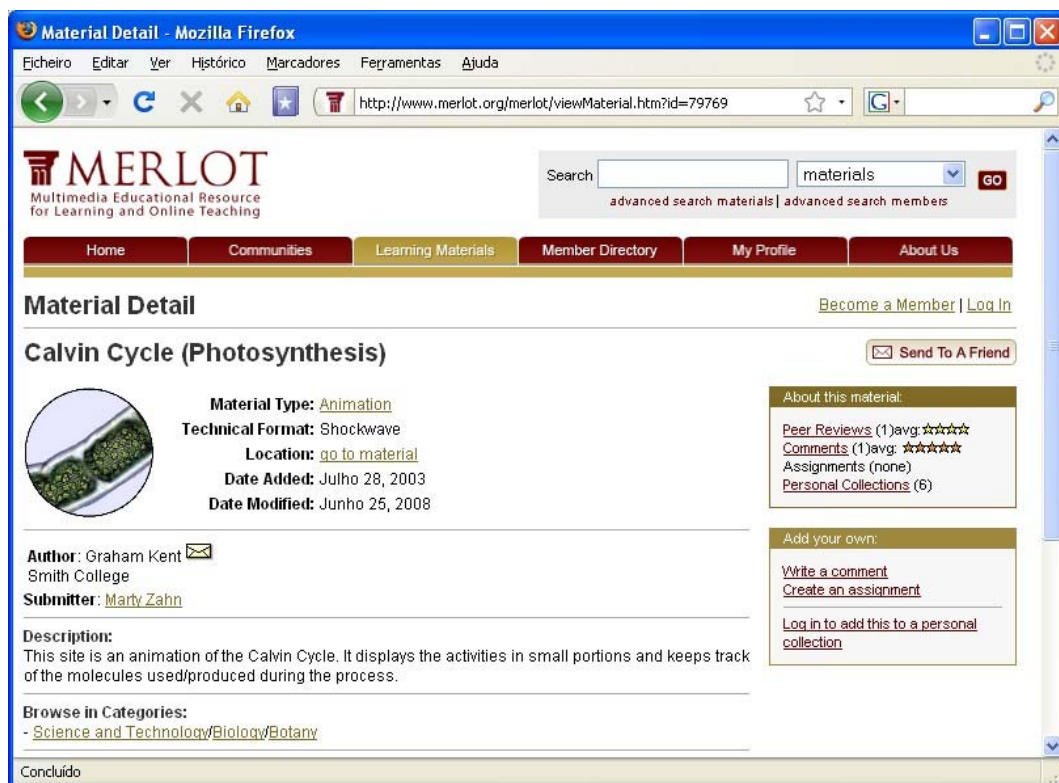 Material Detail - Mozilla Firefox
Ficheiro Editar Ver Histórico Marcadores Ferramentas Ajuda
http://www.merlot.org/merlot/viewMaterial.htm?id=79769
G
MERLOT
Multimedia Educational Resource
for Learning and Online Teaching
Search materials GO
advanced search materials | advanced search members
Home Communities Learning Materials Member Directory My Profile About Us
Material Detail
Become a Member | Log In
Calvin Cycle (Photosynthesis)
Send To A Friend
Material Type: Animation
Technical Format: Shockwave
Location: go to material
Date Added: Julho 28, 2003
Date Modified: Junho 25, 2008
About this material:
Peer Reviews (1)avg:
Comments (1)avg:
Assignments (none)
Personal Collections (6)
Author: Graham Kent
Smith College
Submitter: Marty Zahn
Add your own:
Write a comment
Create an assignment
Log in to add this to a personal
collection
Description:
This site is an animation of the Calvin Cycle. It displays the activities in small portions and keeps track
of the molecules used/produced during the process.
Browse in Categories:
- Science and Technology/Biology/Botany
Concluído